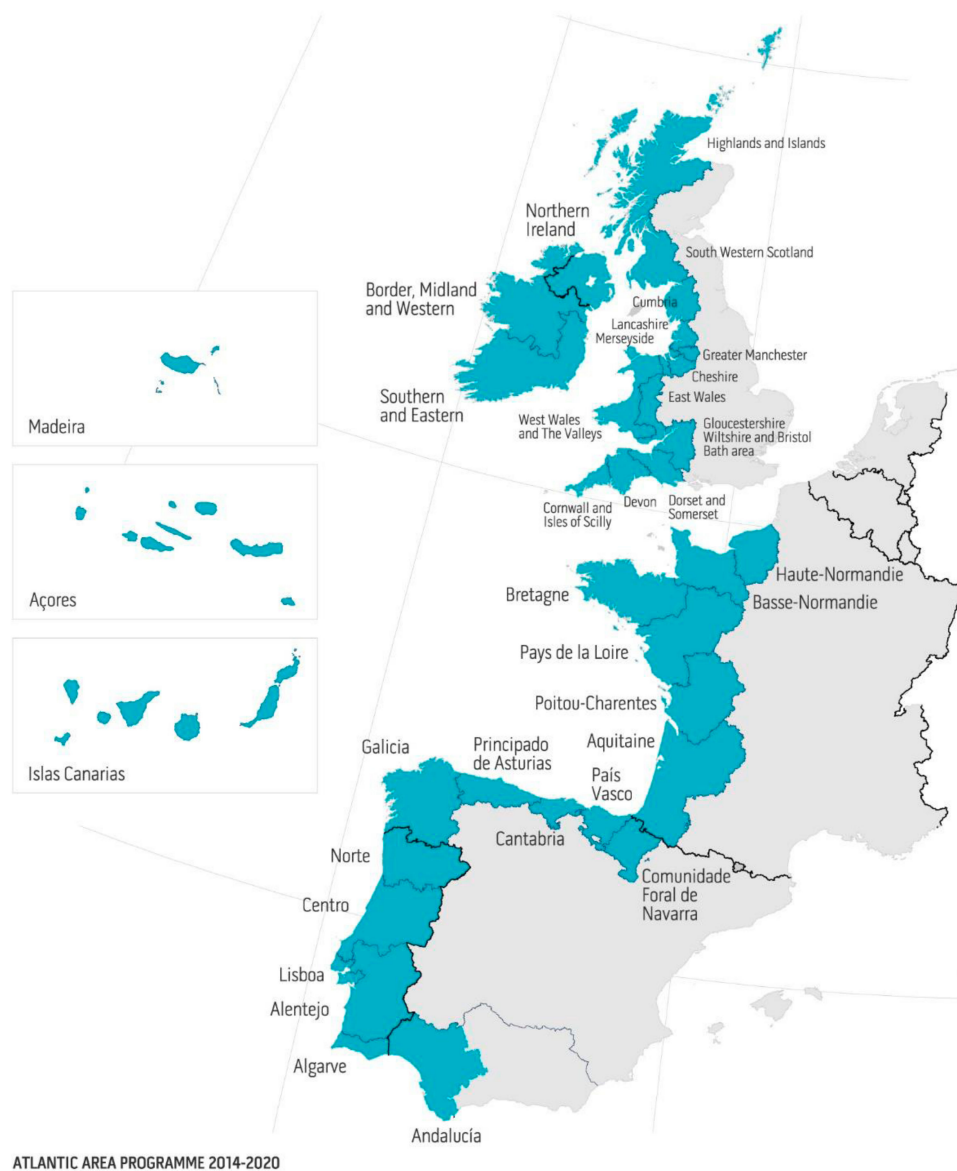 Highlands and Islands
Northern
Ireland
South Western Scotland
Border, Midland
and Western
Cumbria
Lancashire
Merseyside
Greater Manchester
Cheshire
East Wales
Southern
and Eastern
West Wales
and The Valleys
Gloucestershire
Wiltshire and Bristol
Bath area
Madeira
Cornwall and
Isles of Scilly
Devon
Dorset and
Somerset
Haute-Normandie
Basse-Normandie
Bretagne
Açores
Pays de la Loire
Poitou-Charentes
Aquitaine
Galicia
Principado
de Asturias
País
Vasco
Islas Canarias
Cantabria
Norte
Comunidade
Foral de
Navarra
Centro
Lisboa
Alentejo
Algarve
Andalucía
ATLANTIC AREA PROGRAMME 2014-2020